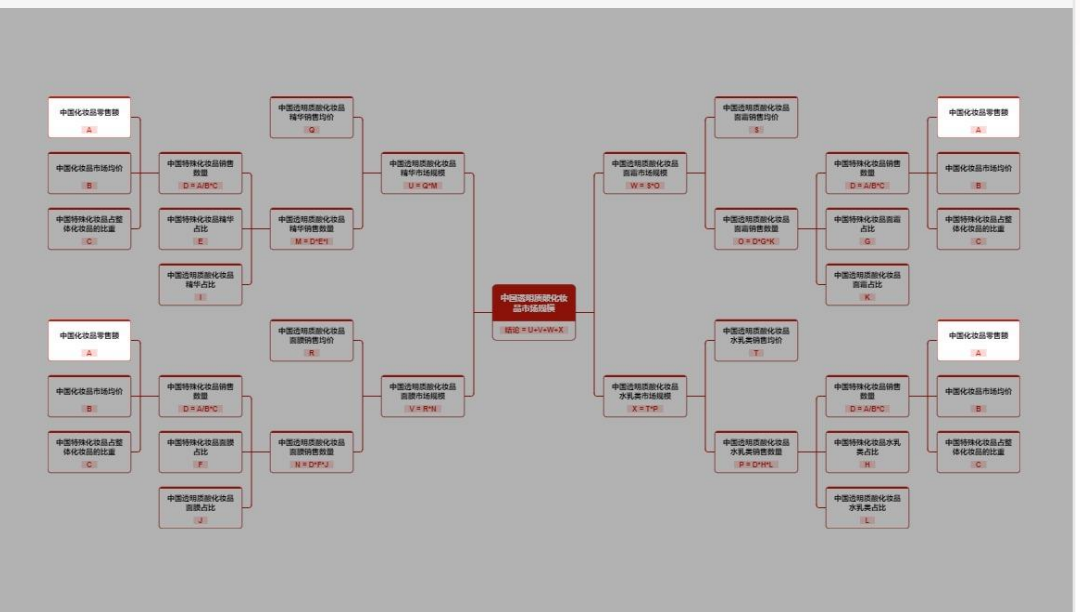 中国化妆品零售额
A
中国化妆品市场均价
B
中国特殊化妆品占整
体化妆品的比重
C
中国特殊化妆品销售
数量
D = A/B*C
中国特殊化妆品精华
占比
E
中国透明质酸化妆品
精华占比
I
中国透明质酸化妆品
精华销售均价
Q
中国透明质酸化妆品
精华销售数量
M = D*E*I
中国透明质酸化妆品
精华市场规模
U = Q*M
中国化妆品零售额
A
中国化妆品市场均价
B
中国特殊化妆品占整
体化妆品的比重
C
中国特殊化妆品销售
数量
D = A/B*C
中国特殊化妆品面膜
占比
F
中国透明质酸化妆品
面膜占比
J
中国透明质酸化妆品
面膜销售均价
R
中国透明质酸化妆品
面膜销售数量
N = D*F*J
中国透明质酸化妆品
面膜市场规模
V = R*N
中国透明质酸化妆
品市场规模
结论 = U+V+W+X
中国透明质酸化妆品
面霜市场规模
W = S*O
中国透明质酸化妆品
面霜销售均价
S
中国透明质酸化妆品
面霜销售数量
O = D*G*K
中国特殊化妆品销售
数量
D = A/B*C
中国特殊化妆品面霜
占比
G
中国透明质酸化妆品
面霜占比
K
中国化妆品零售额
A
中国化妆品市场均价
B
中国特殊化妆品占整
体化妆品的比重
C
中国透明质酸化妆品
水乳类市场规模
X = T*P
中国透明质酸化妆品
水乳类销售均价
T
中国透明质酸化妆品
水乳类销售数量
P = D*H*L
中国特殊化妆品销售
数量
D = A/B*C
中国特殊化妆品水乳
类占比
H
中国透明质酸化妆品
水乳类占比
L
中国化妆品零售额
A
中国化妆品市场均价
B
中国特殊化妆品占整
体化妆品的比重
C